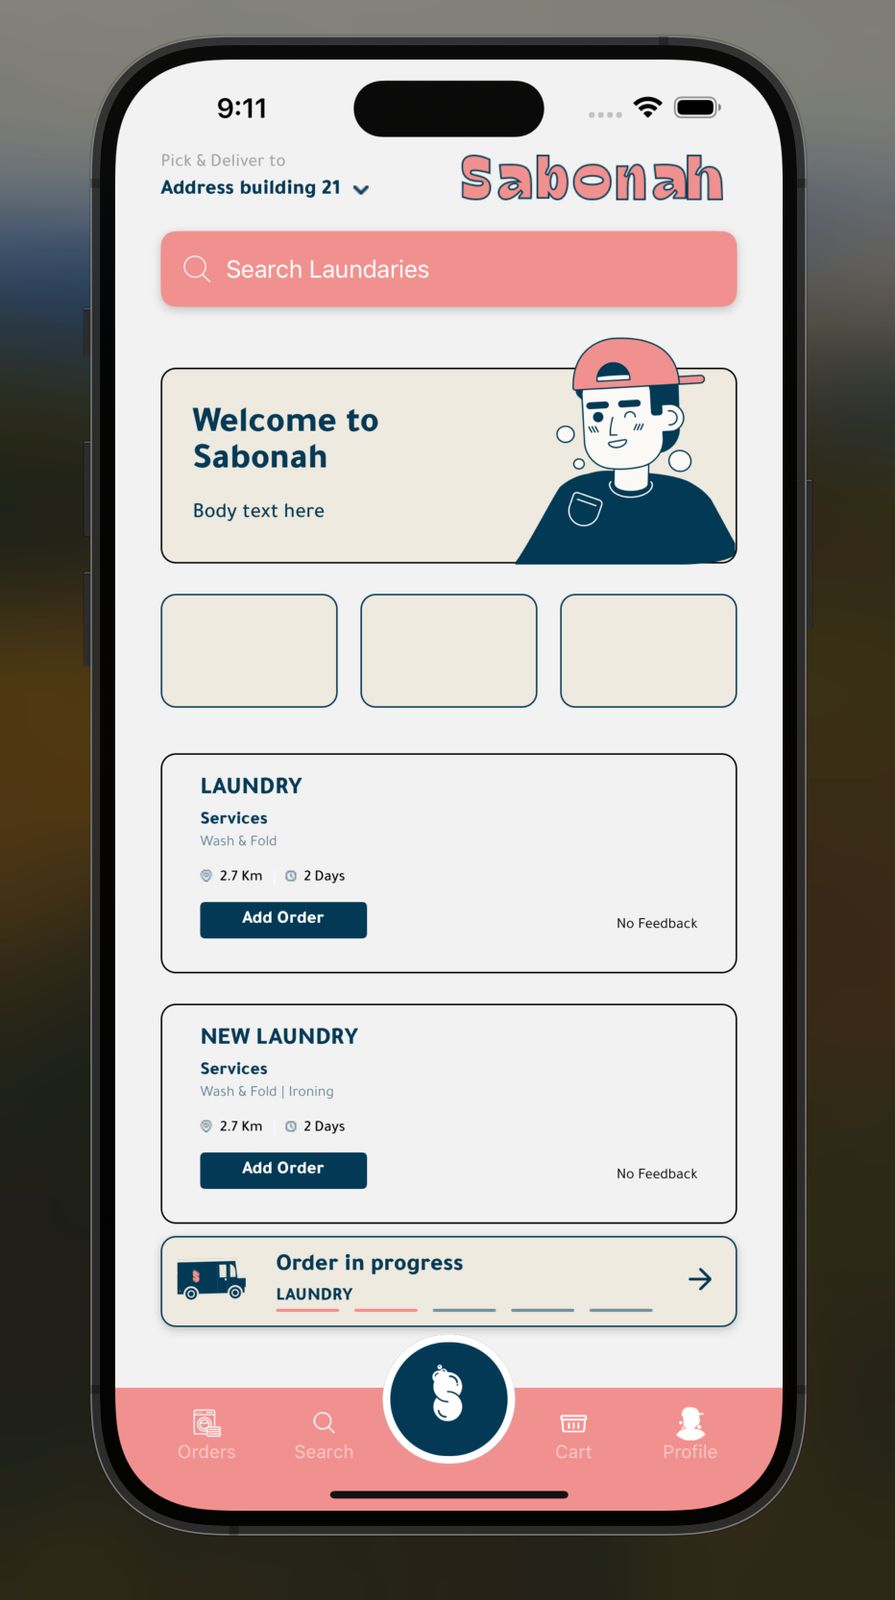 9:11
Pick & Deliver to
Address building 21
Sabonah
Search Laundaries
Welcome to
Sabonah
Body text here
LAUNDRY
Services
Wash & Fold
2.7 Km
2 Days
Add Order
No Feedback
NEW LAUNDRY
Services
Wash & Fold | Ironing
2.7 Km
2 Days
Add Order
No Feedback
Order in progress
LAUNDRY
Orders
Search
Cart
Profile